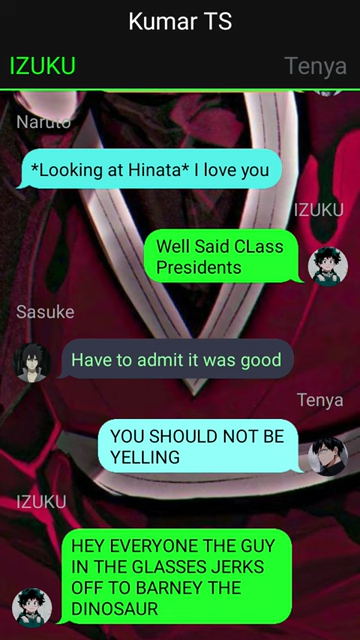 Kumar TS
IZUKU
Tenya
Naruto
*Looking at Hinata* I love you
IZUKU
Well Said CLass
Presidents
Sasuke
Have to admit it was good
Tenya
YOU SHOULD NOT BE
YELLING
IZUKU
HEY EVERYONE THE GUY
IN THE GLASSES JERKS
OFF TO BARNEY THE
DINOSAUR